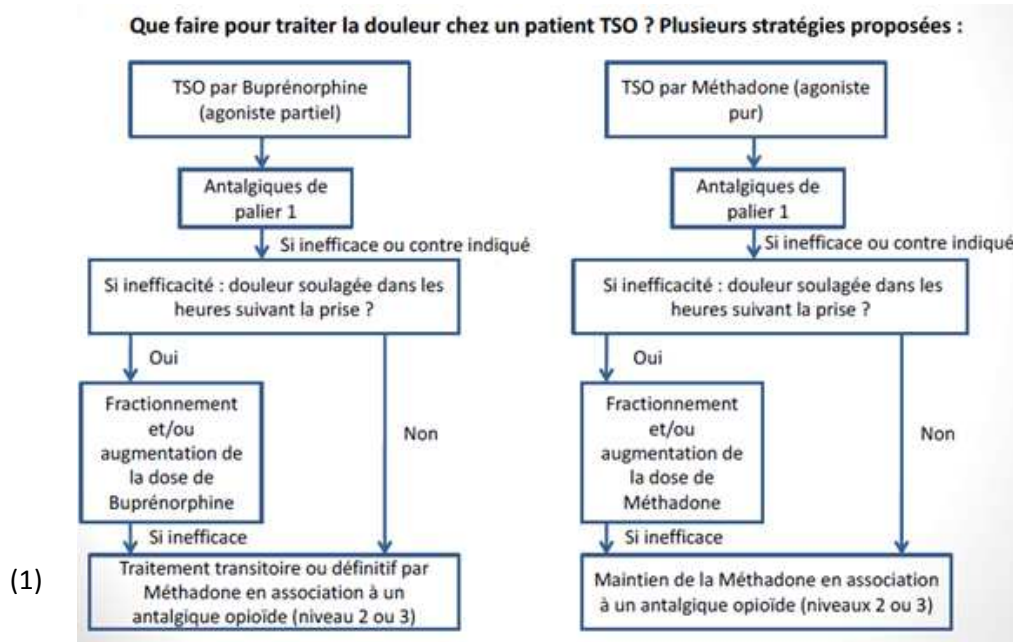 Que faire pour traiter la douleur chez un patient TSO ? Plusieurs stratégies proposées :
TSO par Buprénorphine
(agoniste partiel)
Antalgiques de
palier 1
Si inefficace ou contre indiqué
Si inefficacité : douleur soulagée dans les
heures suivant la prise ?
Oui
Non
Fractionnement
et/ou
augmentation de
la dose de
Buprénorphine
Si inefficace
(1)
Traitement transitoire ou définitif par
Méthadone en association à un
antalgique opioïde (niveau 2 ou 3)
TSO par Méthadone (agoniste
pur)
Antalgiques de
palier 1
Si inefficace ou contre indiqué
Si inefficacité : douleur soulagée dans les
heures suivant la prise ?
Oui
Non
Fractionnement
et/ou
augmentation de
la dose de
Méthadone
Si inefficace
Maintien de la Méthadone en association
à un antalgique opioïde (niveaux 2 ou 3)